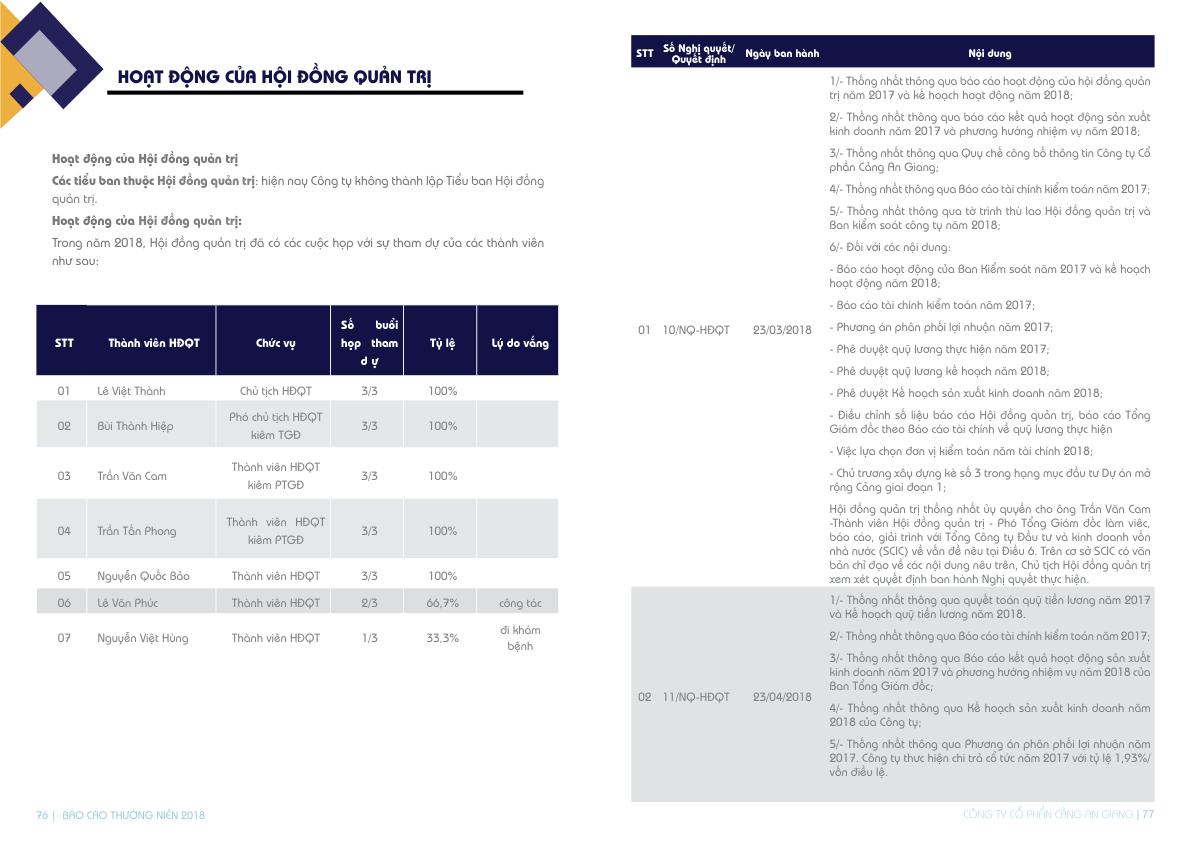 HOẠT ĐỘNG CỦA HỘI ĐỒNG QUẢN TRỊ
Hoạt động của Hội đồng quản trị
Các tiểu ban thuộc Hội đồng quản trị: hiện nay Công ty không thành lập Tiểu ban Hội đồng
quản trị.
Hoạt động của Hội đồng quản trị:
Trong năm 2018, Hội đồng quản trị đã có các cuộc họp với sự tham dự của các thành viên
như sau:
STT Thành viên HĐQT Chức vụ Số buổi họp tham dự Tỷ lệ Lý do vắng
01 Lê Việt Thành Chủ tịch HĐQT 3/3 100%
02 Bùi Thành Hiệp Phó chủ tịch HĐQT kiêm TGĐ 3/3 100%
03 Trần Văn Cam Thành viên HĐQT kiêm PTGĐ 3/3 100%
04 Trần Tấn Phong Thành viên HĐQT kiêm PTGĐ 3/3 100%
05 Nguyễn Quốc Bảo Thành viên HĐQT 3/3 100%
06 Lê Văn Phúc Thành viên HĐQT 2/3 66,7% công tác
07 Nguyễn Việt Hùng Thành viên HĐQT 1/3 33,3% đi khám bệnh
76 | BÁO CÁO THƯỜNG NIÊN 2018
STT Số Nghị quyết/ Quyết định Ngày ban hành Nội dung
01 10/NQ-HĐQT 23/03/2018
1/- Thống nhất thông qua báo cáo hoạt động của hội đồng quản
trị năm 2017 và kế hoạch hoạt động năm 2018;
2/- Thống nhất thông qua báo cáo kết quả hoạt động sản xuất
kinh doanh năm 2017 và phương hướng nhiệm vụ năm 2018;
3/- Thống nhất thông qua Quy chế công bố thông tin Công ty Cổ
phần Cảng An Giang;
4/- Thống nhất thông qua Báo cáo tài chính kiểm toán năm 2017;
5/- Thống nhất thông qua tờ trình thù lao Hội đồng quản trị và
Ban kiểm soát công ty năm 2018;
6/- Đối với các nội dung:
- Báo cáo hoạt động của Ban Kiểm soát năm 2017 và kế hoạch
hoạt động năm 2018;
- Báo cáo tài chính kiểm toán năm 2017;
- Phương án phân phối lợi nhuận năm 2017;
- Phê duyệt quỹ lương thực hiện năm 2017;
- Phê duyệt quỹ lương kế hoạch năm 2018;
- Phê duyệt Kế hoạch sản xuất kinh doanh năm 2018;
- Điều chỉnh số liệu báo cáo Hội đồng quản trị, báo cáo Tổng
Giám đốc theo Báo cáo tài chính về quỹ lương thực hiện
- Việc lựa chọn đơn vị kiểm toán năm tài chính 2018;
- Chủ trương xây dựng kè số 3 trong hạng mục đầu tư Dự án mở
rộng Cảng giai đoạn 1;
Hội đồng quản trị thống nhất ủy quyền cho ông Trần Văn Cam
-Thành viên Hội đồng quản trị - Phó Tổng Giám đốc làm viêc,
báo cáo, giải trình với Tổng Công ty Đầu tư và kinh doanh vốn
nhà nước (SCIC) về vấn đề nêu tại Điều 6. Trên cơ sở SCIC có văn
bản chỉ đạo về các nội dung nêu trên, Chủ tịch Hội đồng quản trị
xem xét quyết định ban hành Nghị quyết thực hiện.
02 11/NQ-HĐQT 23/04/2018
1/- Thống nhất thông qua quyết toán quỹ tiền lương năm 2017
và Kế hoạch quỹ tiền lương năm 2018.
2/- Thống nhất thông qua Báo cáo tài chính kiểm toán năm 2017;
3/- Thống nhất thông qua Báo cáo kết quả hoạt động sản xuất
kinh doanh năm 2017 và phương hướng nhiệm vụ năm 2018 của
Ban Tổng Giám đốc;
4/- Thống nhất thông qua Kế hoạch sản xuất kinh doanh năm
2018 của Công ty;
5/- Thống nhất thông qua Phương án phân phối lợi nhuận năm
2017. Công ty thưc hiện chi trả cổ tức năm 2017 với tỷ lệ 1,93%/
vốn điều lệ.
CÔNG TY CỔ PHẦN CẢNG AN GIANG | 77